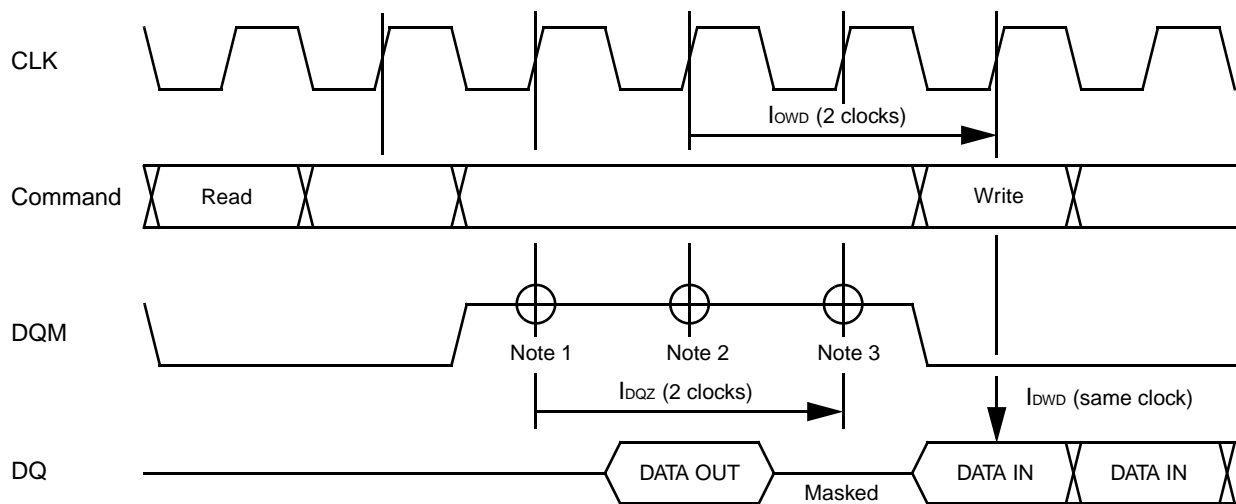 CLK
IOWD (2 clocks)
Command Read Write
DQM
Note 1 Note 2 Note 3
IDQZ (2 clocks)
IDWD (same clock)
DQ DATA OUT DATA IN DATA IN
Masked